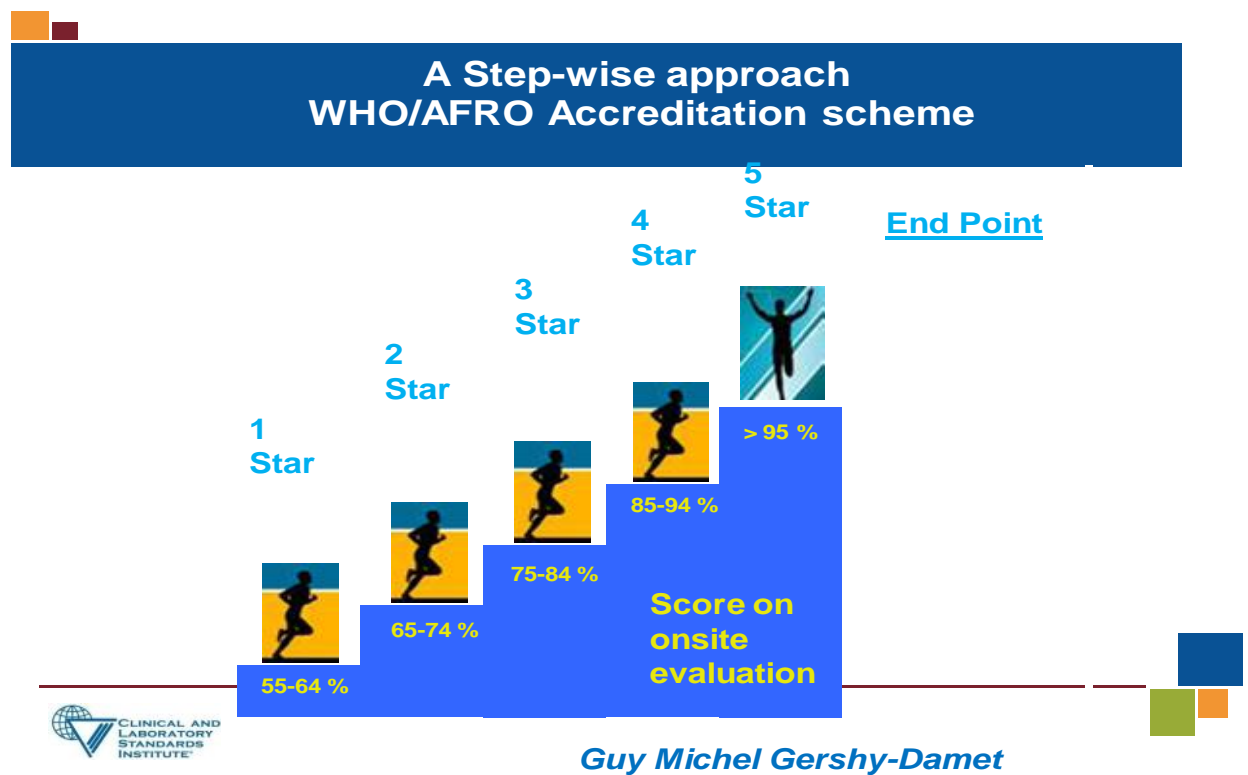 A Step-wise approach
WHO/AFRO Accreditation scheme
5
Star
End Point
4
Star
3
Star
2
Star
1
Star
> 95 %
85-94 %
75-84 %
65-74 %
55-64 %
Score on
onsite
evaluation
CLINICAL AND
LABORATORY
STANDARDS
INSTITUTE®
Guy Michel Gershy-Damet